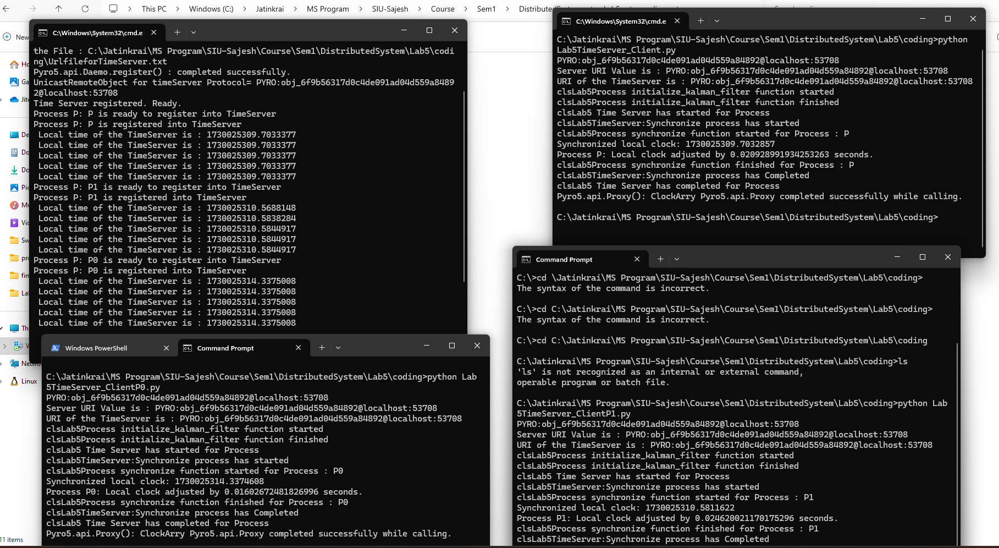 This PC > Windows (C:) > Jatinkrai > MS Program > SIU-Sajesh > Course > Sem1 >
New
Linux
11 items
C:\Windows\System32\cmd.e
the File : C:\Jatinkrai\MS Program\SIU-Sajesh\Course\Sem1\DistributedSystem\Lab5\codi
ng\UrlfileforTimeServer.txt
Pyro5.api.Daemo.register() : completed successfully.
UnicastRemoteObject for timeServer Protocol= PYRO:obj_6f9b56317d0c4de091ad04d559a8489
2@localhost:53708
Time Server registered. Ready.
Process P: P is ready to register into TimeServer
Process P: P is registered into TimeServer
Local time of the TimeServer is : 1730025309.7033377
Local time of the TimeServer is : 1730025309.7033377
Local time of the TimeServer is : 1730025309.7033377
Local time of the TimeServer is : 1730025309.7033377
Local time of the TimeServer is : 1730025309.7033377
Process P: P1 is ready to register into TimeServer
Process P: P1 is registered into TimeServer
Local time of the TimeServer is : 1730025310.5688148
Local time of the TimeServer is : 1730025310.5838284
Local time of the TimeServer is : 1730025310.5844917
Local time of the TimeServer is : 1730025310.5844917
Local time of the TimeServer is : 1730025310.5844917
Process P: P0 is ready to register into TimeServer
Process P: P0 is registered into TimeServer
Local time of the TimeServer is : 1730025314.3375008
Local time of the TimeServer is : 1730025314.3375008
Local time of the TimeServer is : 1730025314.3375008
Local time of the TimeServer is : 1730025314.3375008
Local time of the TimeServer is : 1730025314.3375008
C:\Windows\System32\cmd.e
C:\Jatinkrai\MS Program\SIU-Sajesh\Course\Sem1\DistributedSystem\Lab5\coding>python
Lab5TimeServer_Client.py
PYRO:obj_6f9b56317d0c4de091ad04d559a84892@localhost:53708
Server URI Value is : PYRO:obj_6f9b56317d0c4de091ad04d559a84892@localhost:53708
URI of the TimeServer is : PYRO:obj_6f9b56317d0c4de091ad04d559a84892@localhost:53708
clsLab5Process initialize_kalman_filter function started
clsLab5Process initialize_kalman_filter function finished
clsLab5 Time Server has started for Process
clsLab5TimeServer:Synchronize process has started
clsLab5Process synchronize function started for Process : P
Synchronized local clock: 1730025309.7032857
Process P: Local clock adjusted by 0.020928991934253263 seconds.
clsLab5Process synchronize function finished for Process : P
clsLab5TimeServer:Synchronize process has Completed
clsLab5 Time Server has completed for Process
Pyro5.api.Proxy(): ClockArry Pyro5.api.Proxy completed successfully while calling.
C:\Jatinkrai\MS Program\SIU-Sajesh\Course\Sem1\DistributedSystem\Lab5\coding>
Windows PowerShell
Command Prompt
C:\Jatinkrai\MS Program\SIU-Sajesh\Course\Sem1\DistributedSystem\Lab5\coding>python Lab
5TimeServer_ClientP0.py
PYRO:obj_6f9b56317d0c4de091ad04d559a84892@localhost:53708
Server URI Value is : PYRO:obj_6f9b56317d0c4de091ad04d559a84892@localhost:53708
URI of the TimeServer is : PYRO:obj_6f9b56317d0c4de091ad04d559a84892@localhost:53708
clsLab5Process initialize_kalman_filter function started
clsLab5Process initialize_kalman_filter function finished
clsLab5 Time Server has started for Process
clsLab5TimeServer:Synchronize process has started
clsLab5Process synchronize function started for Process : P0
Synchronized local clock: 1730025314.3374608
Process P0: Local clock adjusted by 0.01602672481826996 seconds.
clsLab5Process synchronize function finished for Process : P0
clsLab5TimeServer:Synchronize process has Completed
clsLab5 Time Server has completed for Process
Pyro5.api.Proxy(): ClockArry Pyro5.api.Proxy completed successfully while calling.
Command Prompt
C:\>cd \Jatinkrai\MS Program\SIU-Sajesh\Course\Sem1\DistributedSystem\Lab5\coding>
The syntax of the command is incorrect.
C:\>cd C:\Jatinkrai\MS Program\SIU-Sajesh\Course\Sem1\DistributedSystem\Lab5\coding>
The syntax of the command is incorrect.
C:\>cd C:\Jatinkrai\MS Program\SIU-Sajesh\Course\Sem1\DistributedSystem\Lab5\coding
C:\Jatinkrai\MS Program\SIU-Sajesh\Course\Sem1\DistributedSystem\Lab5\coding>ls
'ls' is not recognized as an internal or external command,
operable program or batch file.
C:\Jatinkrai\MS Program\SIU-Sajesh\Course\Sem1\DistributedSystem\Lab5\coding>python Lab
5TimeServer_ClientP1.py
PYRO:obj_6f9b56317d0c4de091ad04d559a84892@localhost:53708
Server URI Value is : PYRO:obj_6f9b56317d0c4de091ad04d559a84892@localhost:53708
URI of the TimeServer is : PYRO:obj_6f9b56317d0c4de091ad04d559a84892@localhost:53708
clsLab5Process initialize_kalman_filter function started
clsLab5Process initialize_kalman_filter function finished
clsLab5 Time Server has started for Process
clsLab5TimeServer:Synchronize process has started
clsLab5Process synchronize function started for Process : P1
Synchronized local clock: 1730025310.5811622
Process P1: Local clock adjusted by 0.024620021170175296 seconds.
clsLab5Process synchronize function finished for Process : P1
clsLab5TimeServer:Synchronize process has Completed